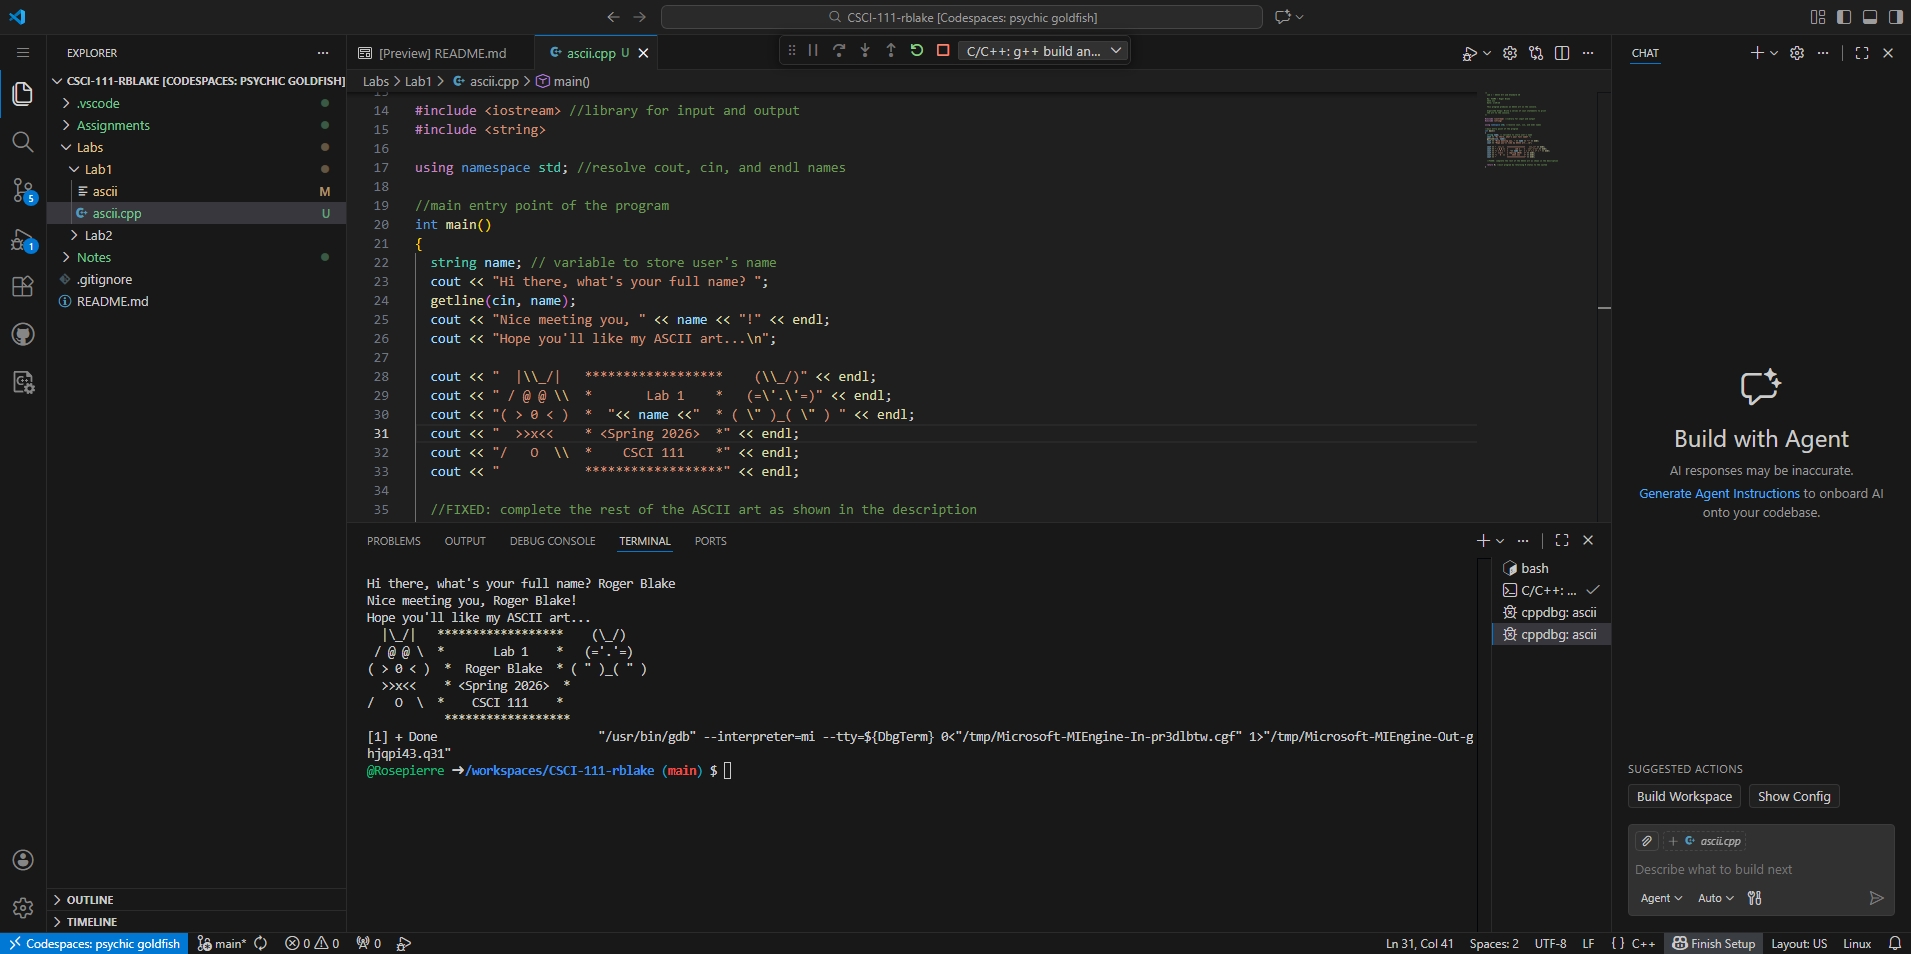 CSCI-111-rblake [Codespaces: psychic goldfish]
EXPLORER
CSCI-111-RBLAKE [CODESPACES: PSYCHIC GOLDFISH]
.vscode
Assignments
Labs
Lab1
ascii M
ascii.cpp U
Lab2
Notes
.gitignore
README.md
OUTLINE
TIMELINE
5
1
[Preview] README.md
ascii.cpp U
C/C++: g++ build an...
Labs > Lab1 > ascii.cpp > main()
14 #include <iostream> //library for input and output
15 #include <string>
16
17 using namespace std; //resolve cout, cin, and endl names
18
19 //main entry point of the program
20 int main()
21 {
22   string name; // variable to store user's name
23   cout << "Hi there, what's your full name? ";
24   getline(cin, name);
25   cout << "Nice meeting you, " << name << "!" << endl;
26   cout << "Hope you'll like my ASCII art...\n";
27
28   cout << "  |\\_/|   ******************    (\\_/)" << endl;
29   cout << " / @ @ \\  *       Lab 1    *   (=\'.\'=)" << endl;
30   cout << "( > 0 < )  *  "<< name <<"  * ( \" )_( \" ) " << endl;
31   cout << "  >>x<<    * <Spring 2026>  *" << endl;
32   cout << "/   O  \\  *    CSCI 111    *" << endl;
33   cout << "           ******************" << endl;
34
35   //FIXED: complete the rest of the ASCII art as shown in the description
PROBLEMS OUTPUT DEBUG CONSOLE TERMINAL PORTS
Hi there, what's your full name? Roger Blake
Nice meeting you, Roger Blake!
Hope you'll like my ASCII art...
  |\_/|   ******************    (\_/)
 / @ @ \  *       Lab 1    *   (='.'=)
( > 0 < )  *  Roger Blake  * ( " )_( " )
  >>x<<    * <Spring 2026>  *
/   O  \  *    CSCI 111    *
           ******************
[1] + Done                       "/usr/bin/gdb" --interpreter=mi --tty=${DbgTerm} 0<"/tmp/Microsoft-MIEngine-In-pr3dlbtw.cgf" 1>"/tmp/Microsoft-MIEngine-Out-g
hjqpi43.q31"
@Rosepierre ➜/workspaces/CSCI-111-rblake (main) $
bash
C/C++: ...
cppdbg: ascii
cppdbg: ascii
CHAT
Build with Agent
AI responses may be inaccurate.
Generate Agent Instructions to onboard AI
onto your codebase.
SUGGESTED ACTIONS
Build Workspace Show Config
ascii.cpp
Describe what to build next
Agent Auto
Codespaces: psychic goldfish main* 0 0 0 Ln 31, Col 41 Spaces: 2 UTF-8 LF { } C++ Finish Setup Layout: US Linux